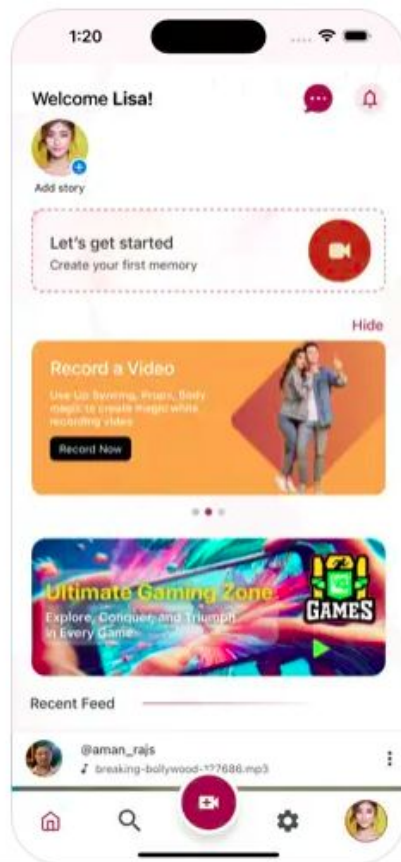 1:20
Welcome Lisa!
Add story
Let's get started
Create your first memory
Hide
Record a Video
Use Lip Syncing, Props, Body
magic to create magic while
recording video
Record Now
Ultimate Gaming Zone
Explore, Conquer, and Triumph
in Every Game
GAMES
Recent Feed
@aman_rajs
breaking-bollywood-